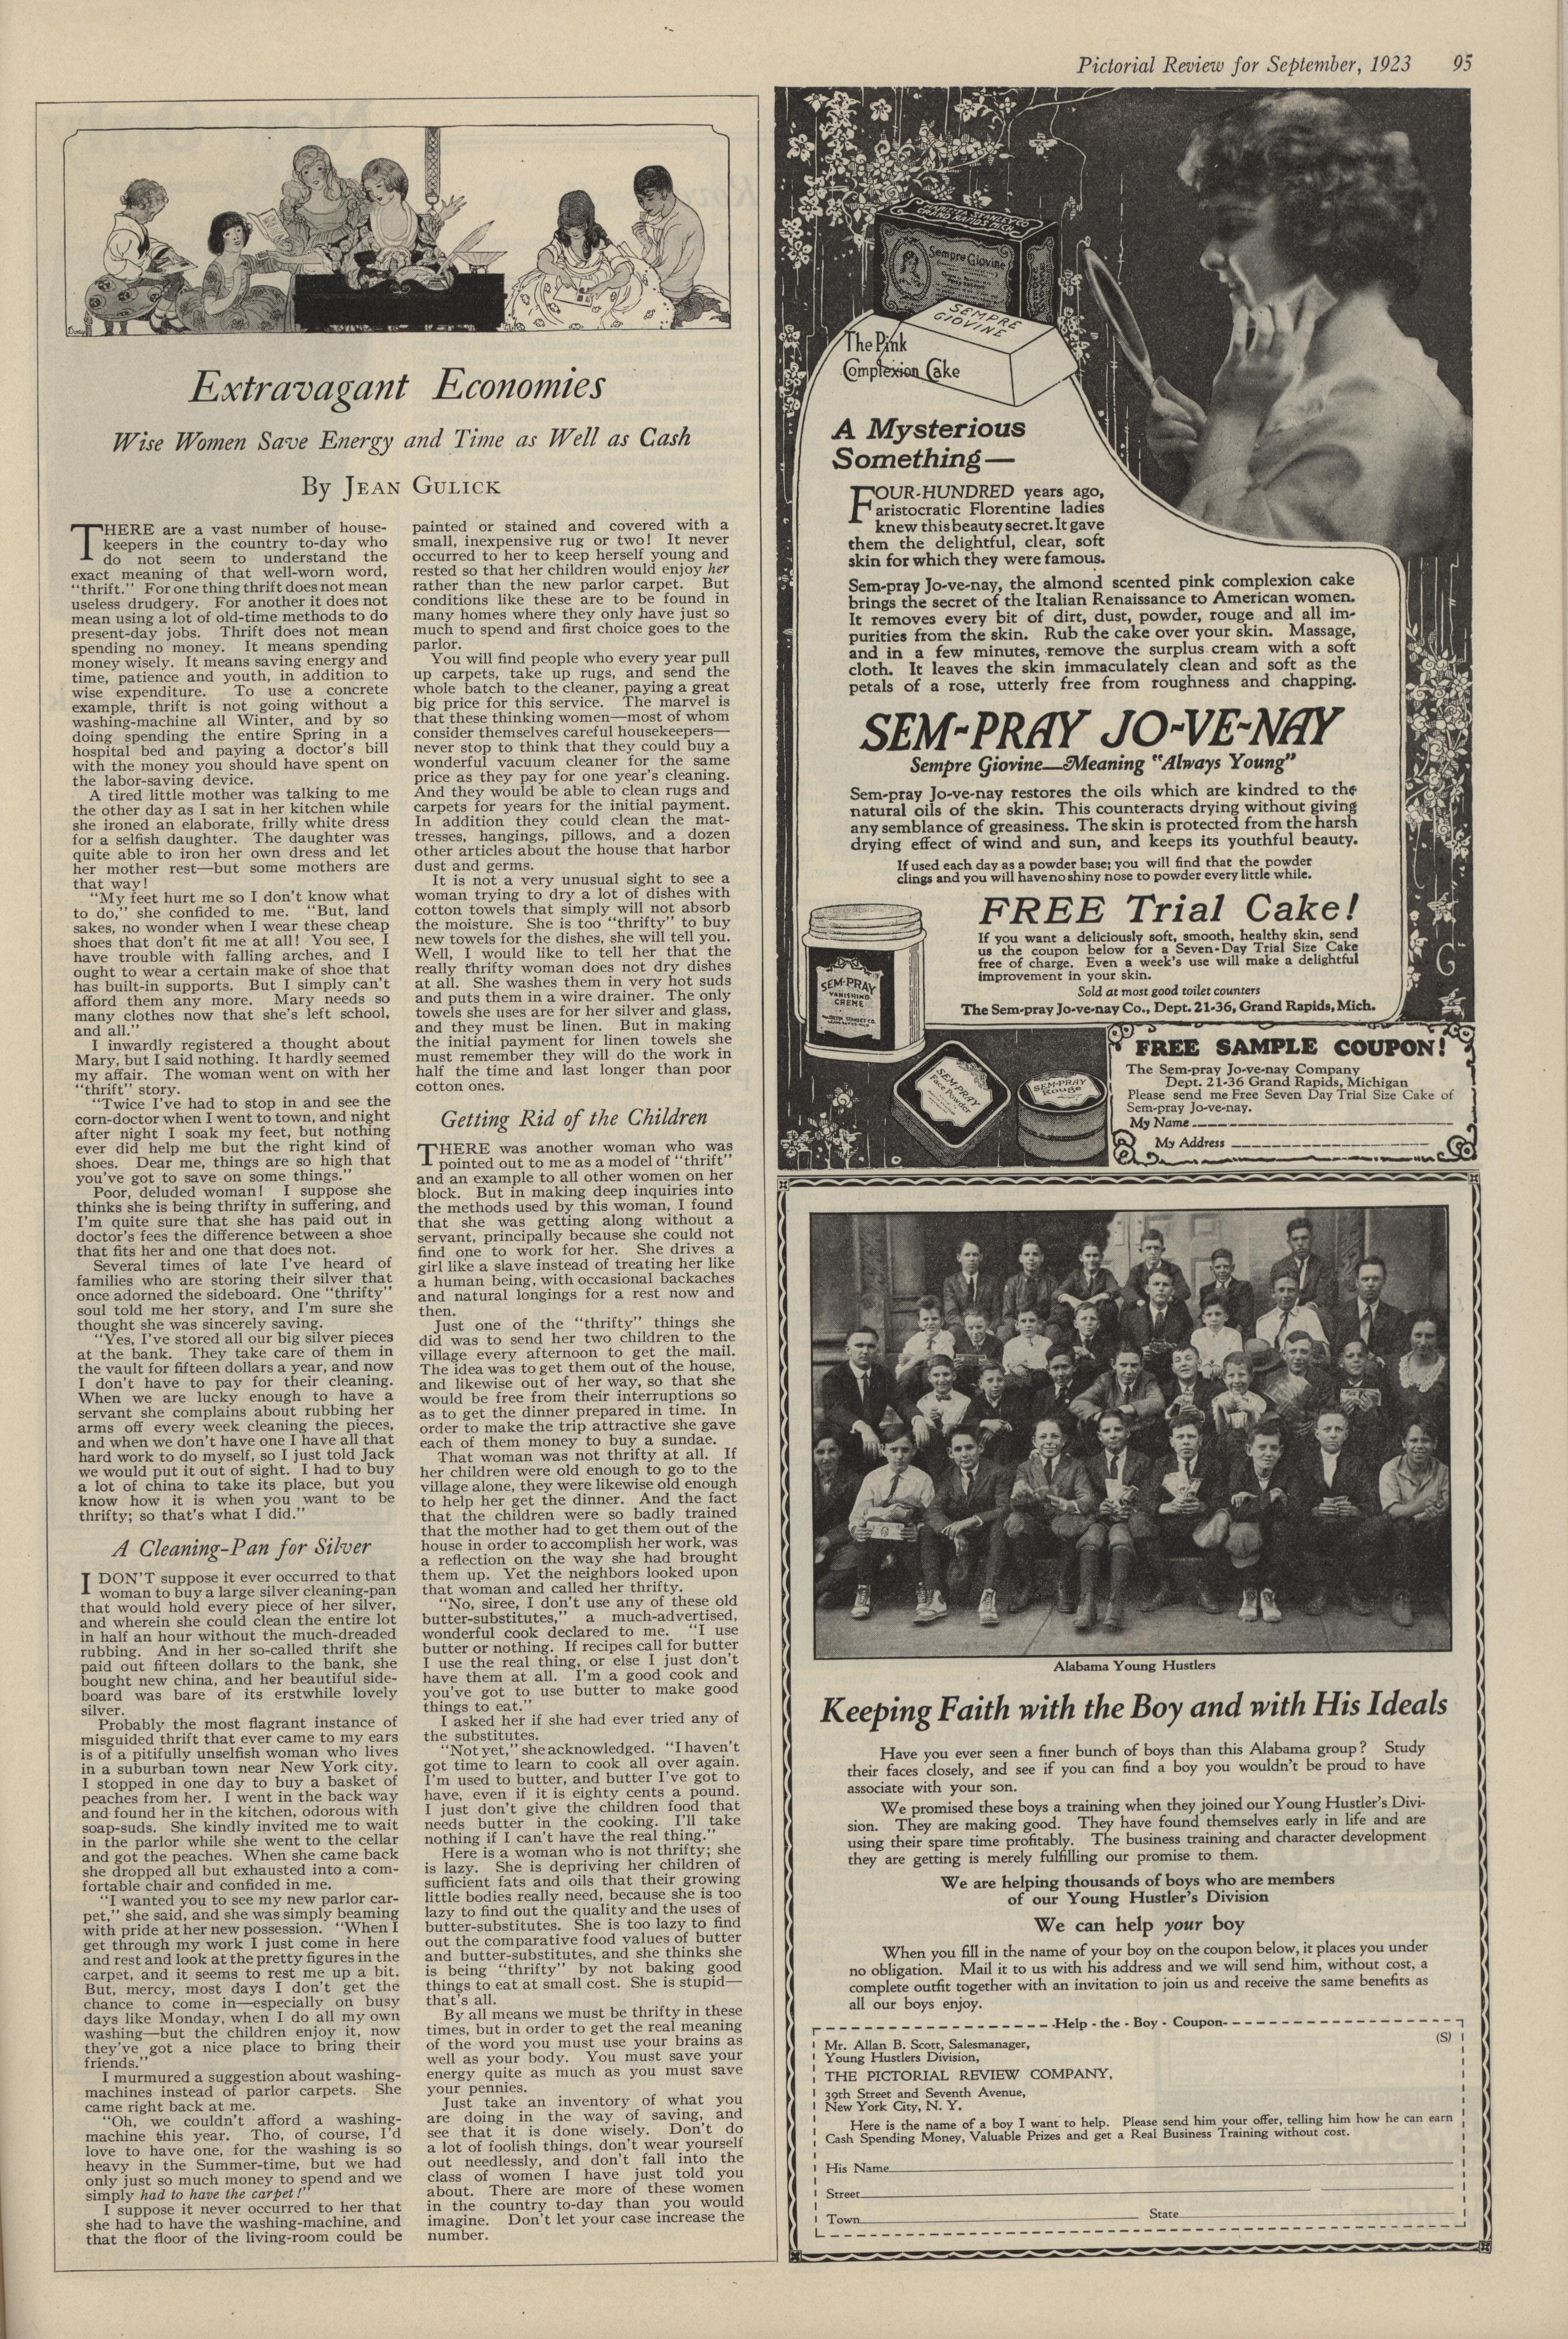 Pictorial Review for September, 1923 95
Extravagant Economies
Wise Women Save Energy and Time as Well as Cash
By JEAN GULICK
THERE are a vast number of house-
keepers in the country to-day who
do not seem to understand the
exact meaning of that well-worn word,
"thrift." For one thing thrift does not mean
useless drudgery. For another it does not
mean using a lot of old-time methods to do
present-day jobs. Thrift does not mean
spending no money. It means spending
money wisely. It means saving energy and
time, patience and youth, in addition to
wise expenditure. To use a concrete
example, thrift is not going without a
washing-machine all Winter, and by so
doing spending the entire Spring in a
hospital bed and paying a doctor's bill
with the money you should have spent on
the labor-saving device.
A tired little mother was talking to me
the other day as I sat in her kitchen while
she ironed an elaborate, frilly white dress
for a selfish daughter. The daughter was
quite able to iron her own dress and let
her mother rest—but some mothers are
that way!
"My feet hurt me so I don't know what
to do," she confided to me. "But, land
sakes, no wonder when I wear these cheap
shoes that don't fit me at all! You see, I
have trouble with falling arches, and I
ought to wear a certain make of shoe that
has built-in supports. But I simply can't
afford them any more. Mary needs so
many clothes now that she's left school,
and all."
I inwardly registered a thought about
Mary, but I said nothing. It hardly seemed
my affair. The woman went on with her
"thrift" story.
"Twice I've had to stop in and see the
corn-doctor when I went to town, and night
after night I soak my feet, but nothing
ever did help me but the right kind of
shoes. Dear me, things are so high that
you've got to save on some things."
Poor, deluded woman! I suppose she
thinks she is being thrifty in suffering, and
I'm quite sure that she has paid out in
doctor's fees the difference between a shoe
that fits her and one that does not.
Several times of late I've heard of
families who are storing their silver that
once adorned the sideboard. One "thrifty"
soul told me her story, and I'm sure she
thought she was sincerely saving.
"Yes, I've stored all our big silver pieces
at the bank. They take care of them in
the vault for fifteen dollars a year, and now
I don't have to pay for their cleaning.
When we are lucky enough to have a
servant she complains about rubbing her
arms off every week cleaning the pieces,
and when we don't have one I have all that
hard work to do myself, so I just told Jack
we would put it out of sight. I had to buy
a lot of china to take its place, but you
know how it is when you want to be
thrifty; so that's what I did."
A Cleaning-Pan for Silver
I DON'T suppose it ever occurred to that
woman to buy a large silver cleaning-pan
that would hold every piece of her silver,
and wherein she could clean the entire lot
in half an hour without the much-dreaded
rubbing. And in her so-called thrift she
paid out fifteen dollars to the bank, she
bought new china, and her beautiful side-
board was bare of its erstwhile lovely
silver.
Probably the most flagrant instance of
misguided thrift that ever came to my ears
is of a pitifully unselfish woman who lives
in a suburban town near New York city.
I stopped in one day to buy a basket of
peaches from her. I went in the back way
and found her in the kitchen, odorous with
soap-suds. She kindly invited me to wait
in the parlor while she went to the cellar
and got the peaches. When she came back
she dropped all but exhausted into a com-
fortable chair and confided in me.
"I wanted you to see my new parlor car-
pet," she said, and she was simply beaming
with pride at her new possession. "When I
get through my work I just come in here
and rest and look at the pretty figures in the
carpet, and it seems to rest me up a bit.
But, mercy, most days I don't get the
chance to come in—especially on busy
days like Monday, when I do all my own
washing—but the children enjoy it, now
they've got a nice place to bring their
friends."
I murmured a suggestion about washing-
machines instead of parlor carpets. She
came right back at me.
"Oh, we couldn't afford a washing-
machine this year. Tho, of course, I'd
love to have one, for the washing is so
heavy in the Summer-time, but we had
only just so much money to spend and we
simply had to have the carpet!"
I suppose it never occurred to her that
she had to have the washing-machine, and
that the floor of the living-room could be
painted or stained and covered with a
small, inexpensive rug or two! It never
occurred to her to keep herself young and
rested so that her children would enjoy her
rather than the new parlor carpet. But
conditions like these are to be found in
many homes where they only have just so
much to spend and first choice goes to the
parlor.
You will find people who every year pull
up carpets, take up rugs, and send the
whole batch to the cleaner, paying a great
big price for this service. The marvel is
that these thinking women—most of whom
consider themselves careful housekeepers—
never stop to think that they could buy a
wonderful vacuum cleaner for the same
price as they pay for one year's cleaning.
And they would be able to clean rugs and
carpets for years for the initial payment.
In addition they could clean the mat-
tresses, hangings, pillows, and a dozen
other articles about the house that harbor
dust and germs.
It is not a very unusual sight to see a
woman trying to dry a lot of dishes with
cotton towels that simply will not absorb
the moisture. She is too "thrifty" to buy
new towels for the dishes, she will tell you.
Well, I would like to tell her that the
really thrifty woman does not dry dishes
at all. She washes them in very hot suds
and puts them in a wire drainer. The only
towels she uses are for her silver and glass,
and they must be linen. But in making
the initial payment for linen towels she
must remember they will do the work in
half the time and last longer than poor
cotton ones.
Getting Rid of the Children
THERE was another woman who was
pointed out to me as a model of "thrift"
and an example to all other women on her
block. But in making deep inquiries into
the methods used by this woman, I found
that she was getting along without a
servant, principally because she could not
find one to work for her. She drives a
girl like a slave instead of treating her like
a human being, with occasional backaches
and natural longings for a rest now and
then.
Just one of the "thrifty" things she
did was to send her two children to the
village every afternoon to get the mail.
The idea was to get them out of the house,
and likewise out of her way, so that she
would be free from their interruptions so
as to get the dinner prepared in time. In
order to make the trip attractive she gave
each of them money to buy a sundae.
That woman was not thrifty at all. If
her children were old enough to go to the
village alone, they were likewise old enough
to help her get the dinner. And the fact
that the children were so badly trained
that the mother had to get them out of the
house in order to accomplish her work, was
a reflection on the way she had brought
them up. Yet the neighbors looked upon
that woman and called her thrifty.
"No, siree, I don't use any of these old
butter-substitutes," a much-advertised,
wonderful cook declared to me. "I use
butter or nothing. If recipes call for butter
I use the real thing, or else I just don't
have them at all. I'm a good cook and
you've got to use butter to make good
things to eat."
I asked her if she had ever tried any of
the substitutes.
"Not yet," she acknowledged. "I haven't
got time to learn to cook all over again.
I'm used to butter, and butter I've got to
have, even if it is eighty cents a pound.
I just don't give the children food that
needs butter in the cooking. I'll take
nothing if I can't have the real thing."
Here is a woman who is not thrifty; she
is lazy. She is depriving her children of
sufficient fats and oils that their growing
little bodies really need, because she is too
lazy to find out the quality and the uses of
butter-substitutes. She is too lazy to find
out the comparative food values of butter
and butter-substitutes, and she thinks she
is being "thrifty" by not baking good
things to eat at small cost. She is stupid—
that's all.
By all means we must be thrifty in these
times, but in order to get the real meaning
of the word you must use your brains as
well as your body. You must save your
energy quite as much as you must save
your pennies.
Just take an inventory of what you
are doing in the way of saving, and
see that it is done wisely. Don't do
a lot of foolish things, don't wear yourself
out needlessly, and don't fall into the
class of women I have just told you
about. There are more of these women
in the country to-day than you would
imagine. Don't let your case increase the
number.
Sempre Giovine
SEMPRE
GIOVINE
The Pink
Complexion Cake
A Mysterious
Something—
FOUR-HUNDRED years ago,
aristocratic Florentine ladies
knew this beauty secret. It gave
them the delightful, clear, soft
skin for which they were famous.
Sem-pray Jo-ve-nay, the almond scented pink complexion cake
brings the secret of the Italian Renaissance to American women.
It removes every bit of dirt, dust, powder, rouge and all im-
purities from the skin. Rub the cake over your skin. Massage,
and in a few minutes, remove the surplus cream with a soft
cloth. It leaves the skin immaculately clean and soft as the
petals of a rose, utterly free from roughness and chapping.
SEM-PRAY JO-VE-NAY
Sempre Giovine—Meaning "Always Young"
Sem-pray Jo-ve-nay restores the oils which are kindred to the
natural oils of the skin. This counteracts drying without giving
any semblance of greasiness. The skin is protected from the harsh
drying effect of wind and sun, and keeps its youthful beauty.
If used each day as a powder base; you will find that the powder
clings and you will have no shiny nose to powder every little while.
FREE Trial Cake!
If you want a deliciously soft, smooth, healthy skin, send
us the coupon below for a Seven-Day Trial Size Cake
free of charge. Even a week's use will make a delightful
improvement in your skin.
Sold at most good toilet counters
The Sem-pray Jo-ve-nay Co., Dept. 21-36, Grand Rapids, Mich.
SEM-PRAY
VANISHING
CREME
SEM-PRAY
Face Powder
SEM-PRAY
Rouge
FREE SAMPLE COUPON!
The Sem-pray Jo-ve-nay Company
Dept. 21-36 Grand Rapids, Michigan
Please send me Free Seven Day Trial Size Cake of
Sem-pray Jo-ve-nay.
My Name
My Address
Alabama Young Hustlers
Keeping Faith with the Boy and with His Ideals
Have you ever seen a finer bunch of boys than this Alabama group? Study
their faces closely, and see if you can find a boy you wouldn't be proud to have
associate with your son.
We promised these boys a training when they joined our Young Hustler's Divi-
sion. They are making good. They have found themselves early in life and are
using their spare time profitably. The business training and character development
they are getting is merely fulfilling our promise to them.
We are helping thousands of boys who are members
of our Young Hustler's Division
We can help your boy
When you fill in the name of your boy on the coupon below, it places you under
no obligation. Mail it to us with his address and we will send him, without cost, a
complete outfit together with an invitation to join us and receive the same benefits as
all our boys enjoy.
Help - the - Boy - Coupon
(S)
Mr. Allan B. Scott, Salesmanager,
Young Hustlers Division,
THE PICTORIAL REVIEW COMPANY,
39th Street and Seventh Avenue,
New York City, N. Y.
Here is the name of a boy I want to help. Please send him your offer, telling him how he can earn
Cash Spending Money, Valuable Prizes and get a Real Business Training without cost.
His Name
Street
Town State